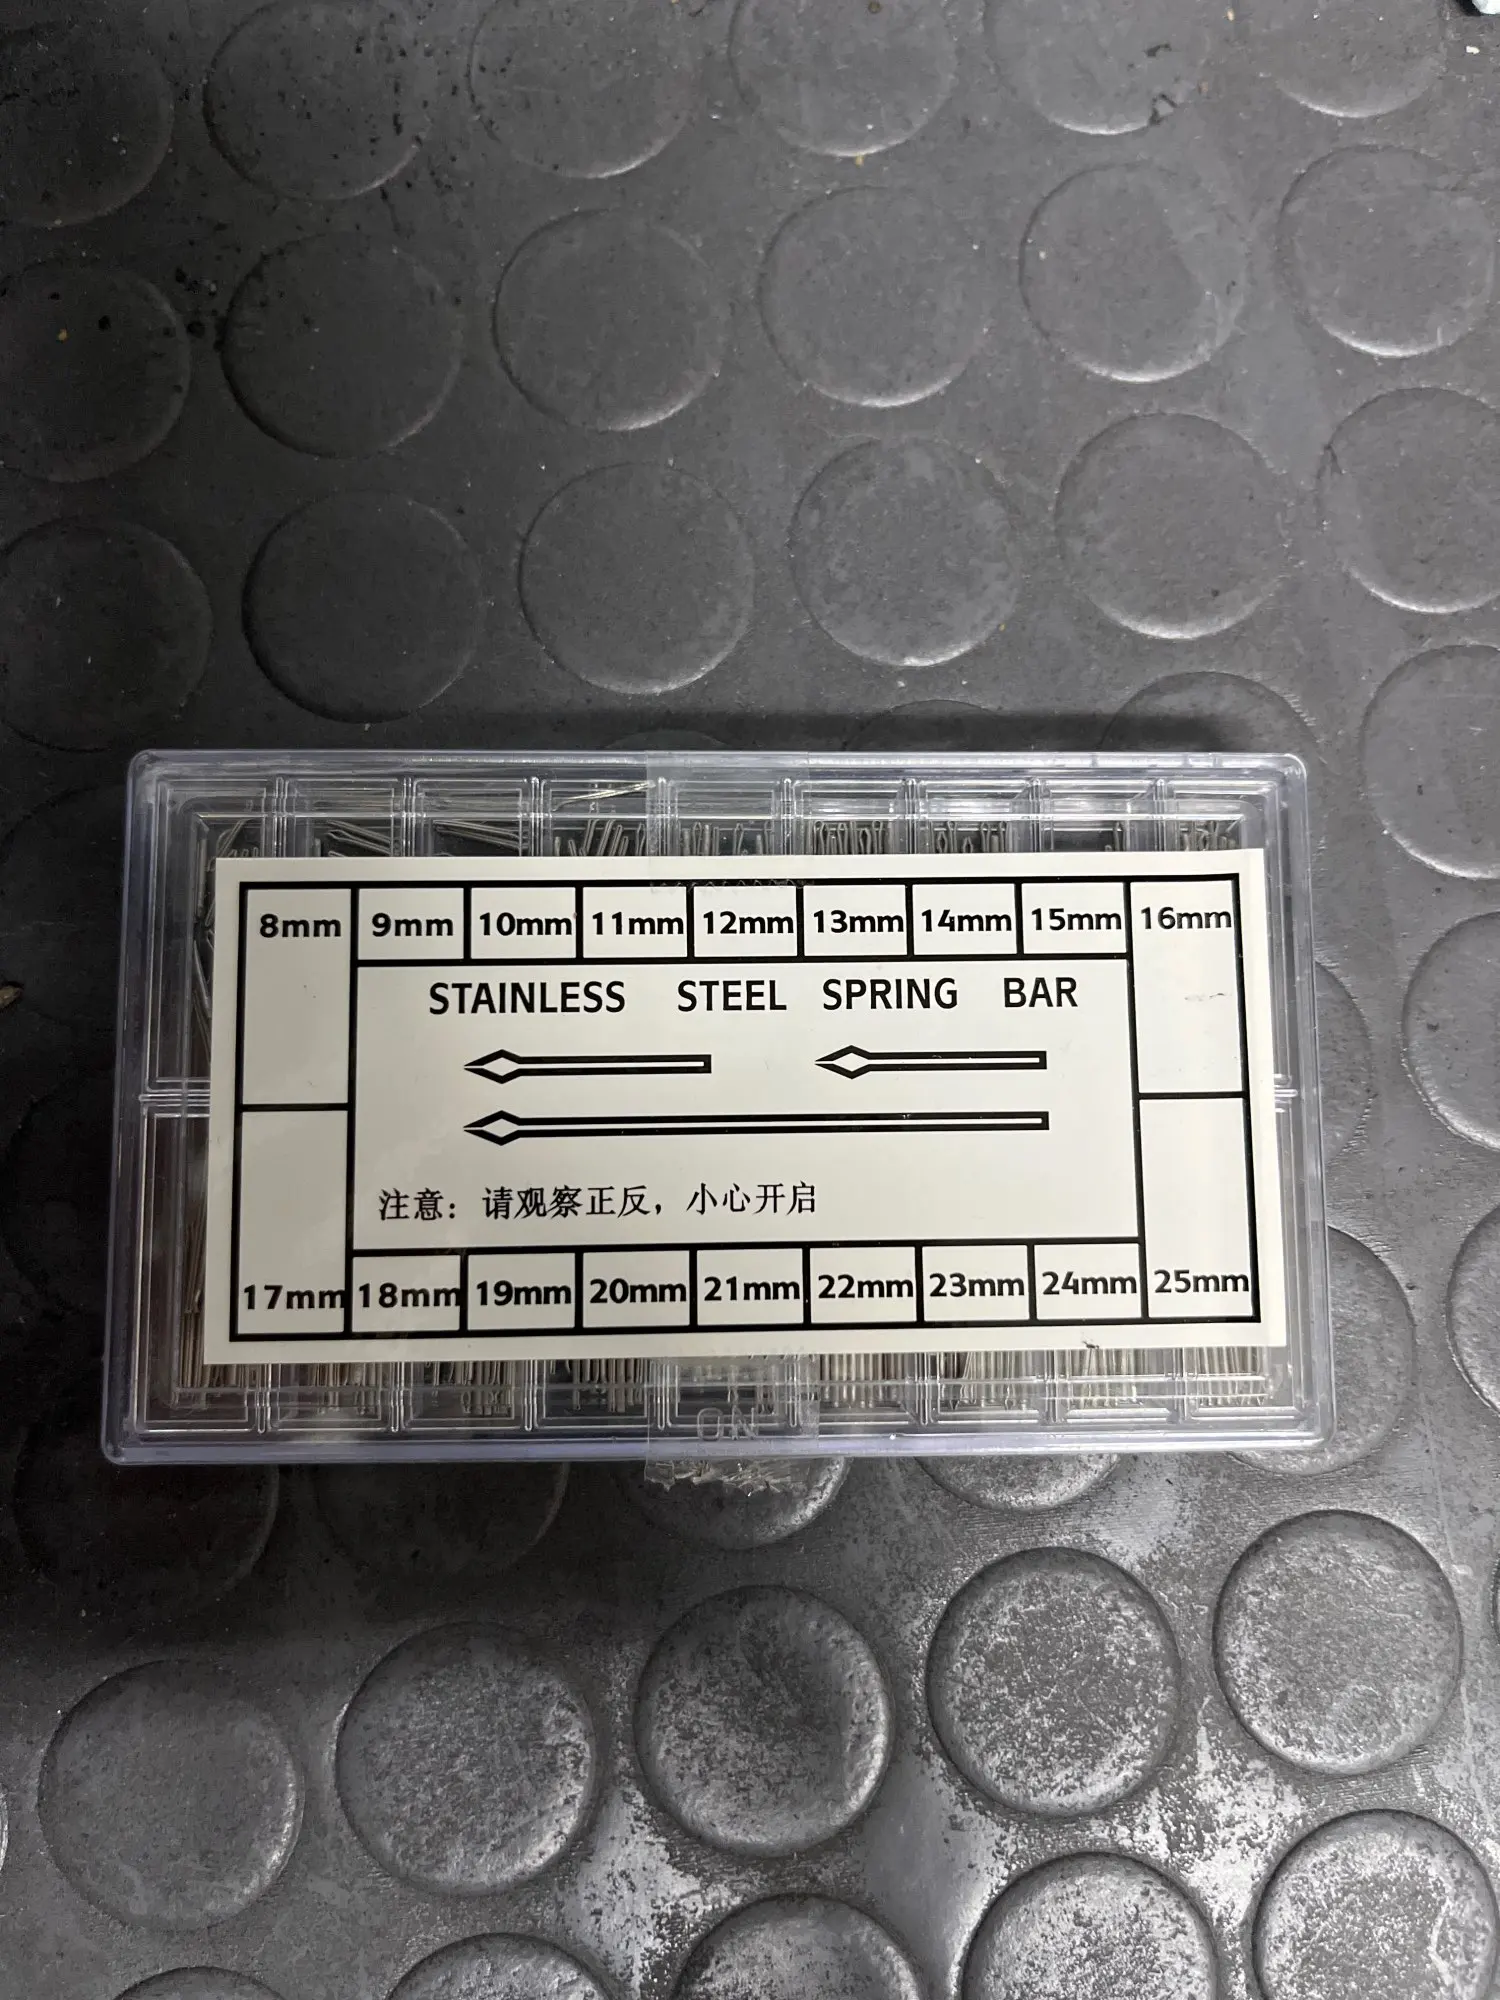 8mm 9mm 10mm 11mm 12mm 13mm 14mm 15mm 16mm
STAINLESS STEEL SPRING BAR
注意：请观察正反，小心开启
17mm 18mm 19mm 20mm 21mm 22mm 23mm 24mm 25mm